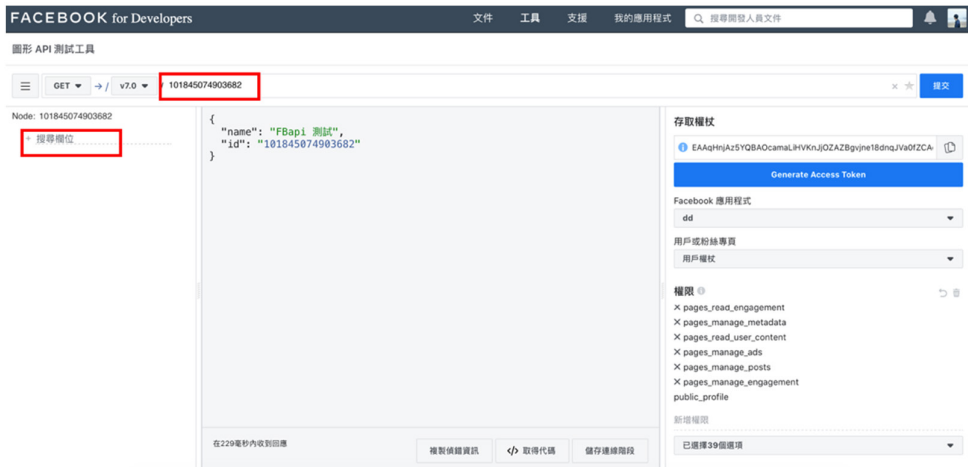 FACEBOOK for Developers
文件 工具 支援 我的應用程式 搜尋開發人員文件
圖形 API 測試工具
GET → / v7.0 / 101845074903682 提交
Node: 101845074903682
+ 搜尋欄位
{
"name": "FBapi 測試",
"id": "101845074903682"
}
在229毫秒內收到回應
複製偵錯資訊 </> 取得代碼 儲存連線階段
存取權杖
Generate Access Token
Facebook 應用程式
dd
用戶或粉絲專頁
用戶權杖
權限
✕ pages_read_engagement
✕ pages_manage_metadata
✕ pages_read_user_content
✕ pages_manage_ads
✕ pages_manage_posts
✕ pages_manage_engagement
public_profile
新增權限
已選擇39個選項